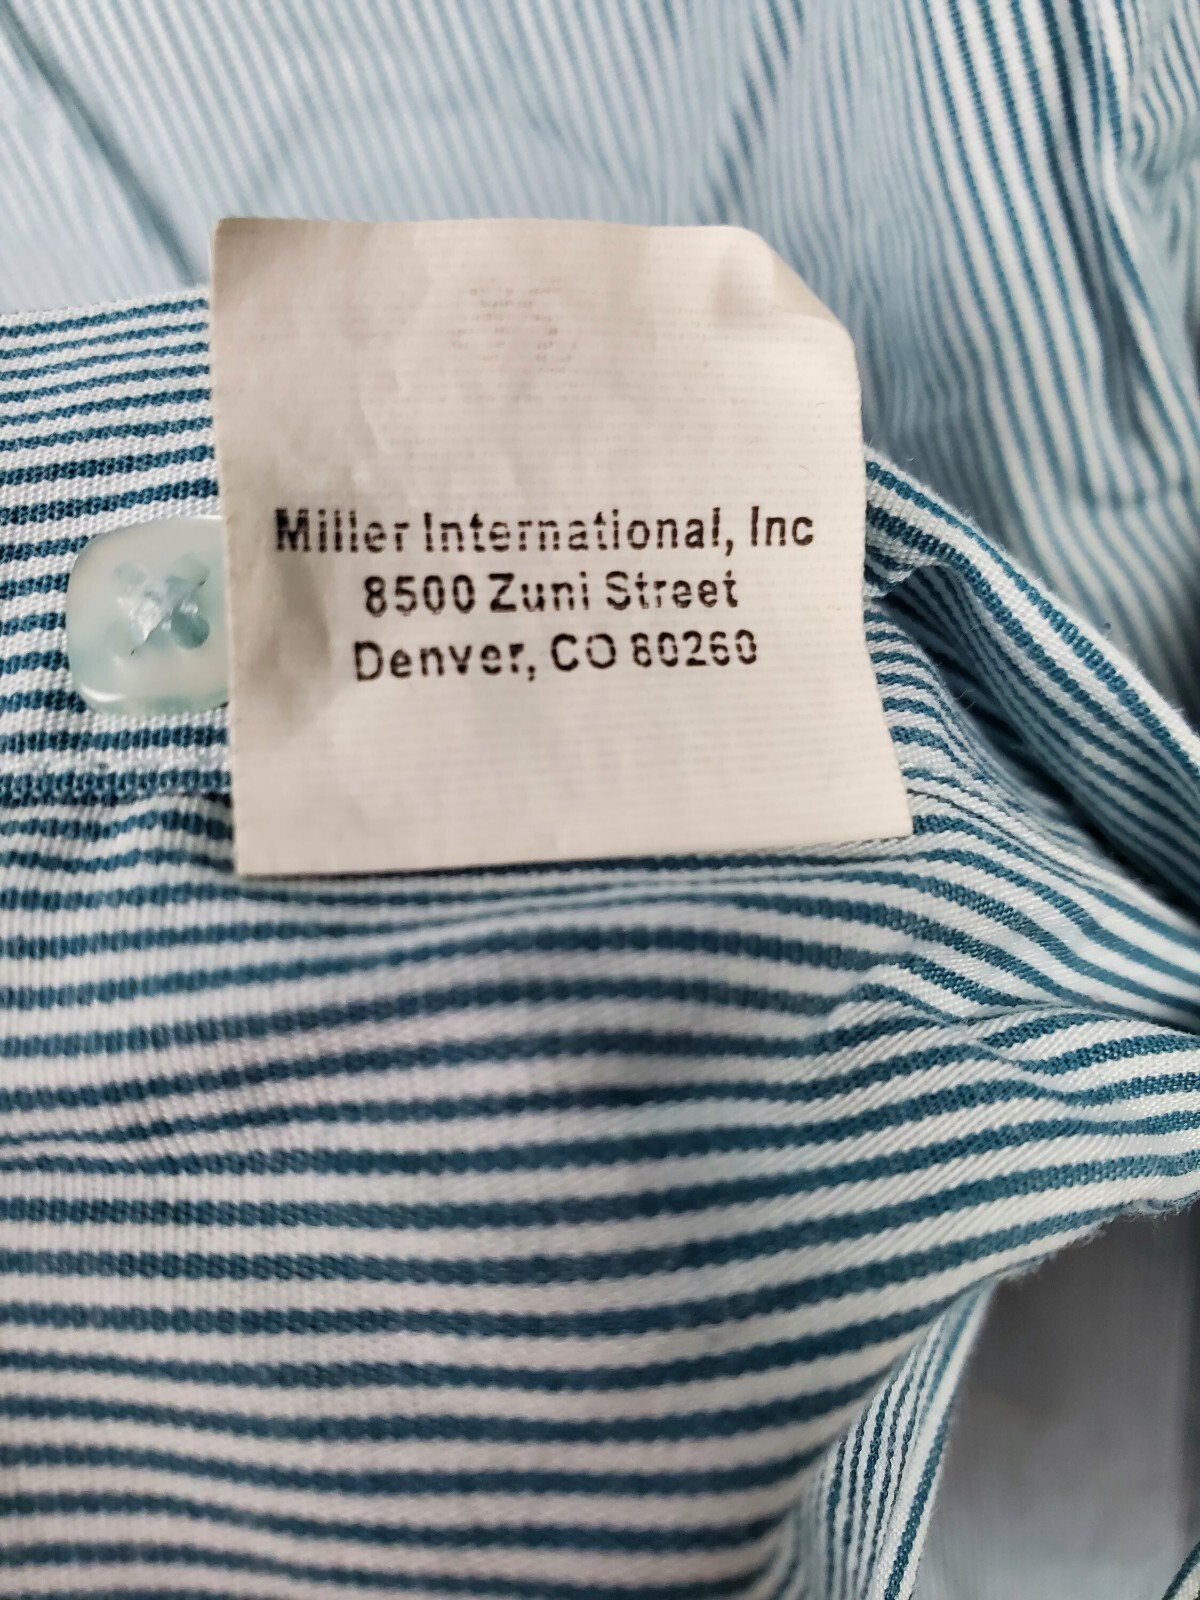 Miller International, Inc
8500 Zuni Street
Denver, CO 80260